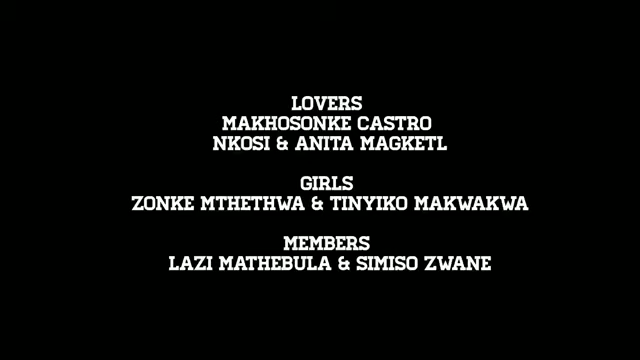 LOVERS
MAKHOSONKE CASTRO
NKOSI & ANITA MAGKETL
GIRLS
ZONKE MTHETHWA & TINYIKO MAKWAKWA
MEMBERS
LAZI MATHEBULA & SIMISO ZWANE